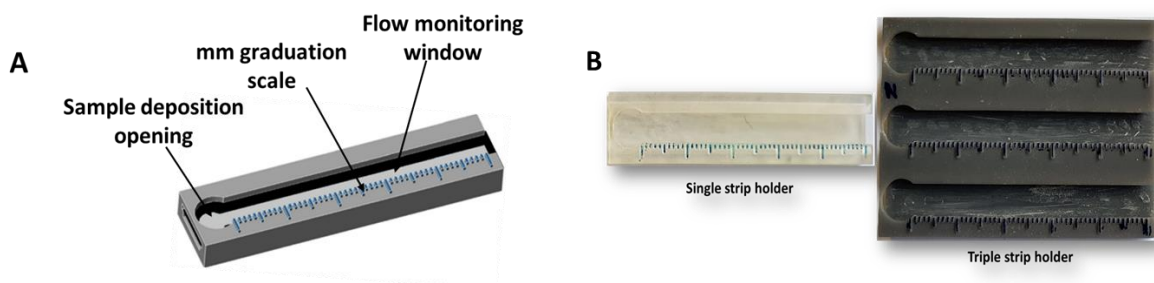 A
Sample deposition
opening
mm graduation
scale
Flow monitoring
window
B
Single strip holder
N
Triple strip holder